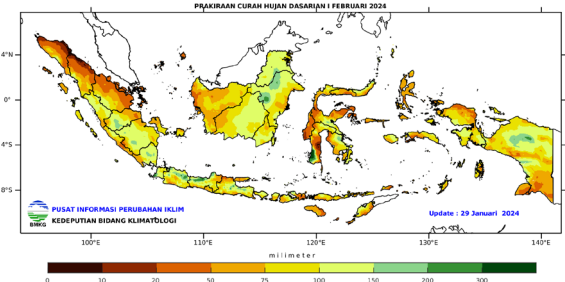 PRAKIRAAN CURAH HUJAN DASARIAN I FEBRUARI 2024
4°N
0°
4°S
8°S
PUSAT INFORMASI PERUBAHAN IKLIM
KEDEPUTIAN BIDANG KLIMATOLOGI
BMKG
Update : 29 Januari 2024
100°E 110°E 120°E 130°E 140°E
milimeter
0 10 20 50 75 100 150 200 300